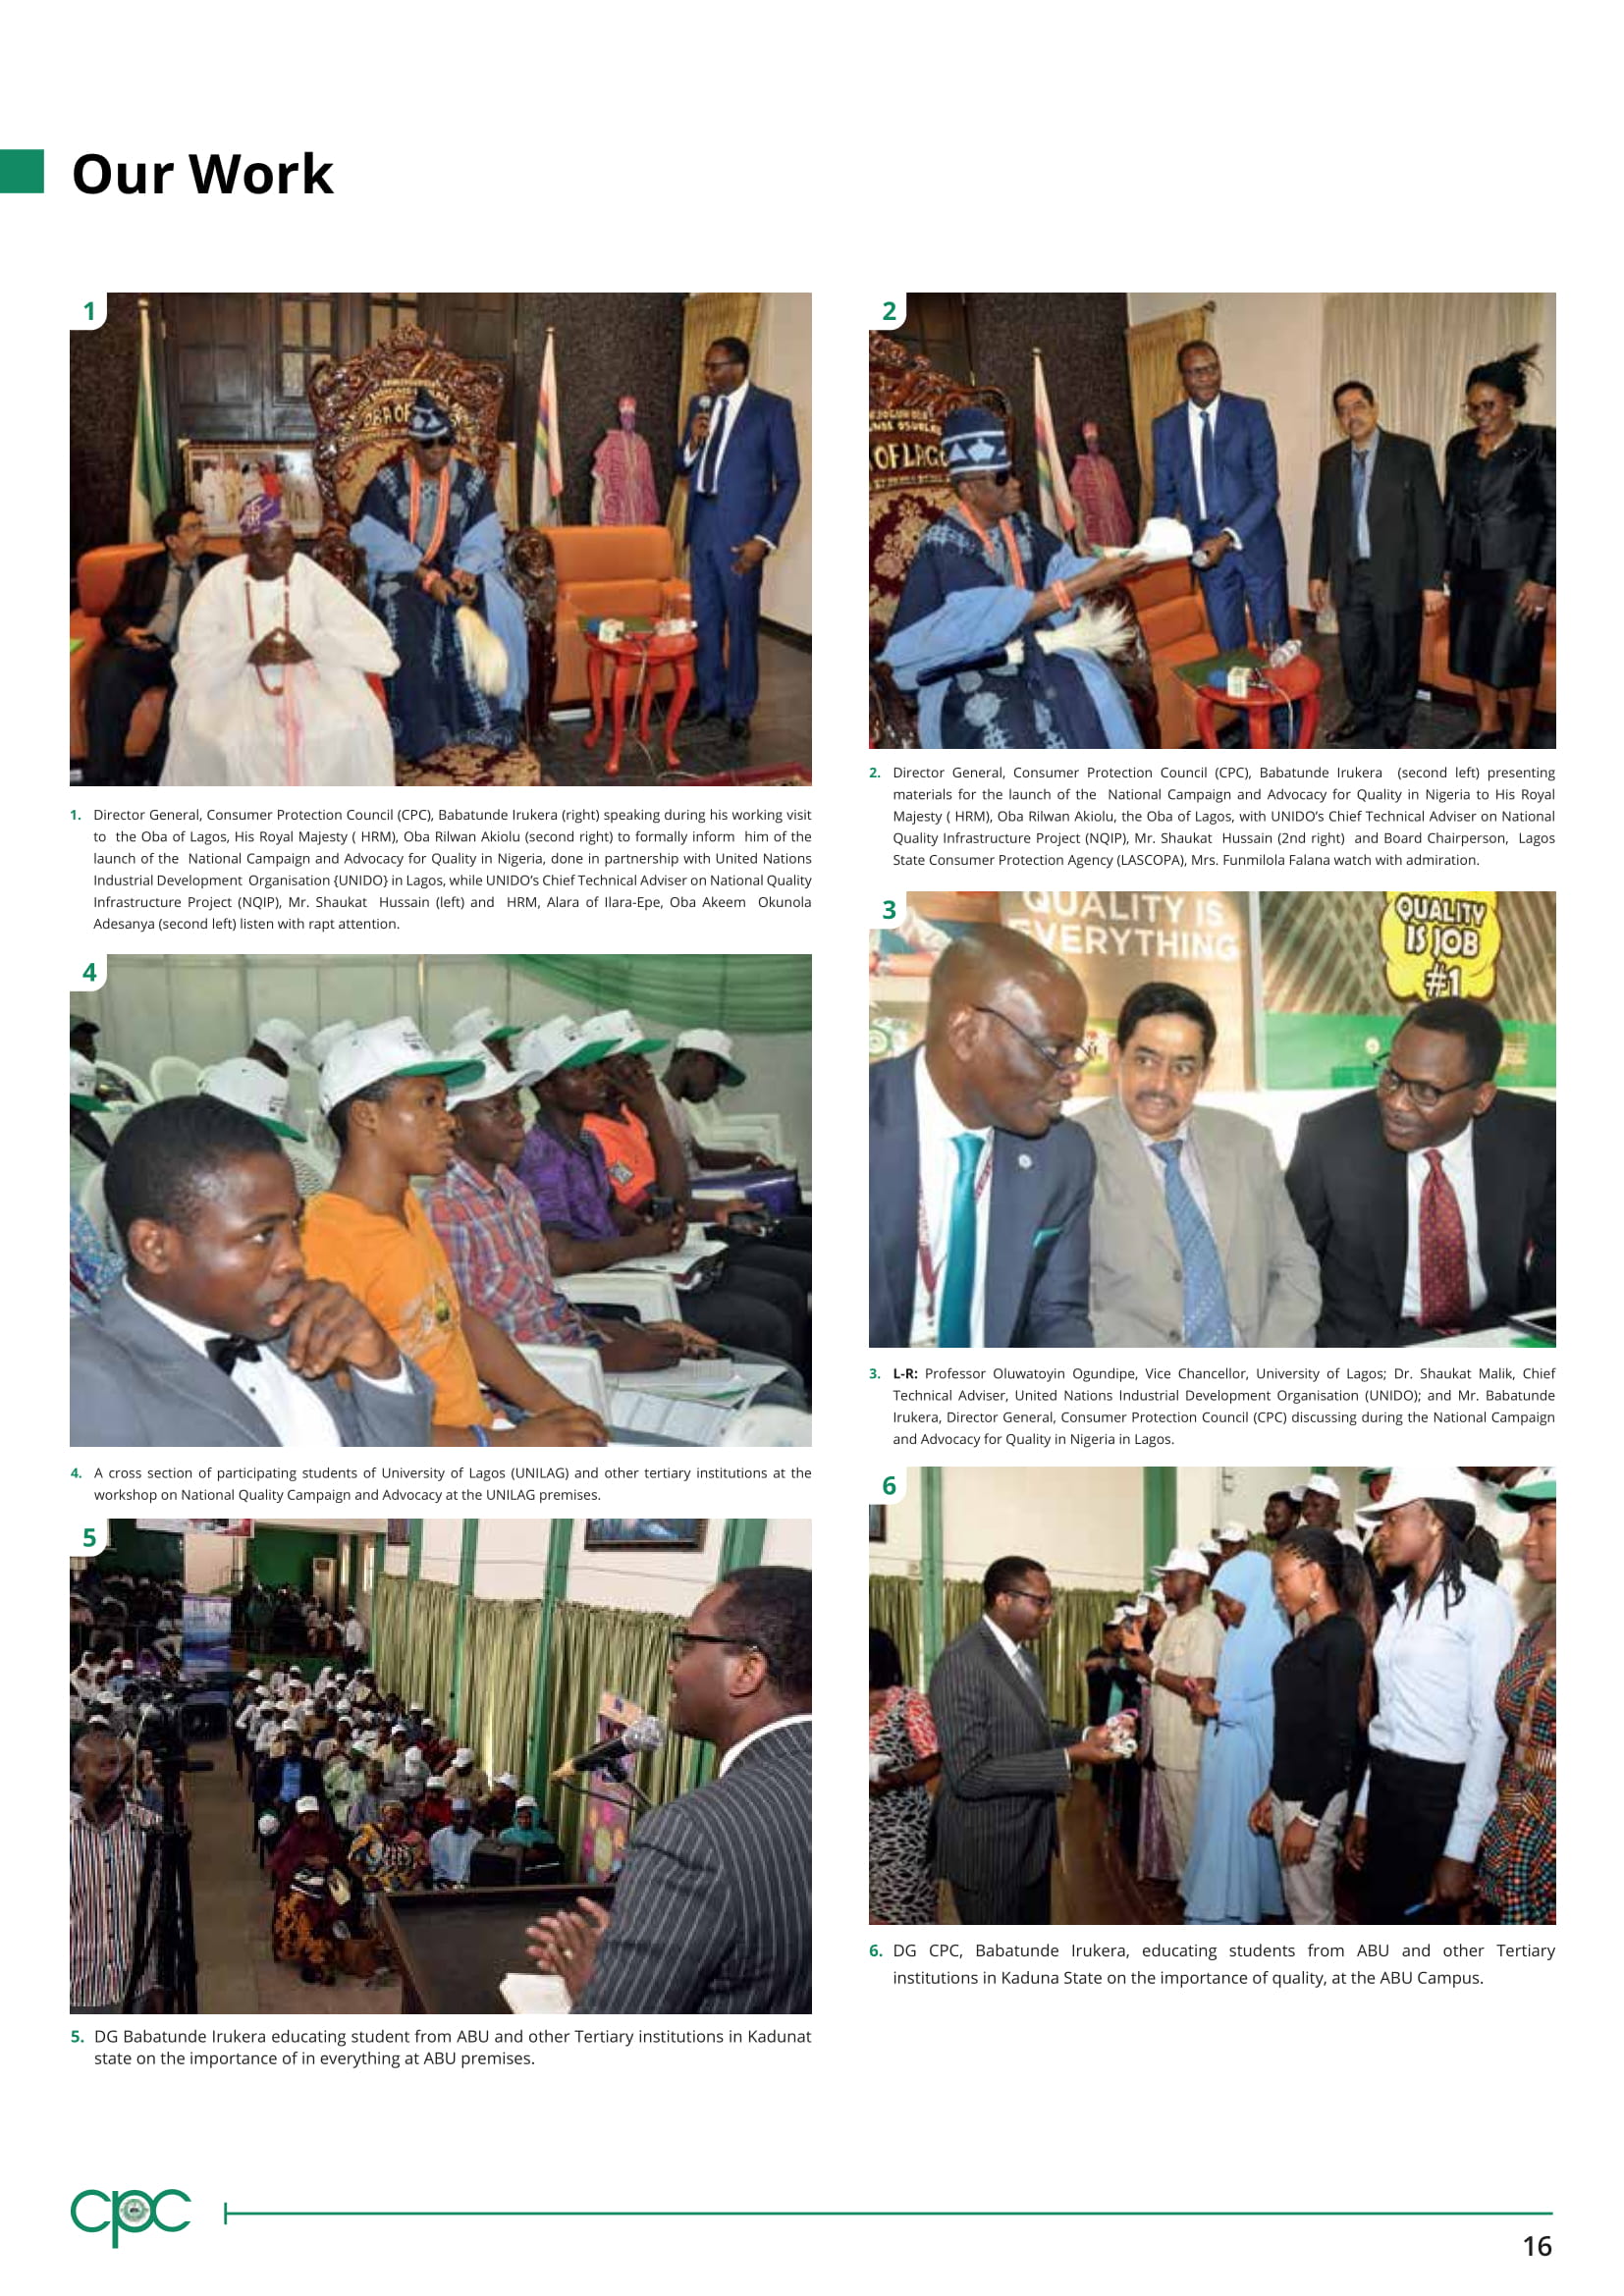 Our Work
1
OBA OF
1. Director General, Consumer Protection Council (CPC), Babatunde Irukera (right) speaking during his working visit
to the Oba of Lagos, His Royal Majesty ( HRM), Oba Rilwan Akiolu (second right) to formally inform him of the
launch of the National Campaign and Advocacy for Quality in Nigeria, done in partnership with United Nations
Industrial Development Organisation {UNIDO} in Lagos, while UNIDO’s Chief Technical Adviser on National Quality
Infrastructure Project (NQIP), Mr. Shaukat Hussain (left) and HRM, Alara of Ilara-Epe, Oba Akeem Okunola
Adesanya (second left) listen with rapt attention.
2
2. Director General, Consumer Protection Council (CPC), Babatunde Irukera (second left) presenting
materials for the launch of the National Campaign and Advocacy for Quality in Nigeria to His Royal
Majesty ( HRM), Oba Rilwan Akiolu, the Oba of Lagos, with UNIDO’s Chief Technical Adviser on National
Quality Infrastructure Project (NQIP), Mr. Shaukat Hussain (2nd right) and Board Chairperson, Lagos
State Consumer Protection Agency (LASCOPA), Mrs. Funmilola Falana watch with admiration.
3
QUALITY IS
EVERYTHING
QUALITY
IS JOB
#1
3. L-R: Professor Oluwatoyin Ogundipe, Vice Chancellor, University of Lagos; Dr. Shaukat Malik, Chief
Technical Adviser, United Nations Industrial Development Organisation (UNIDO); and Mr. Babatunde
Irukera, Director General, Consumer Protection Council (CPC) discussing during the National Campaign
and Advocacy for Quality in Nigeria in Lagos.
4
4. A cross section of participating students of University of Lagos (UNILAG) and other tertiary institutions at the
workshop on National Quality Campaign and Advocacy at the UNILAG premises.
5
5. DG Babatunde Irukera educating student from ABU and other Tertiary institutions in Kadunat
state on the importance of in everything at ABU premises.
6
6. DG CPC, Babatunde Irukera, educating students from ABU and other Tertiary
institutions in Kaduna State on the importance of quality, at the ABU Campus.
cpc
16